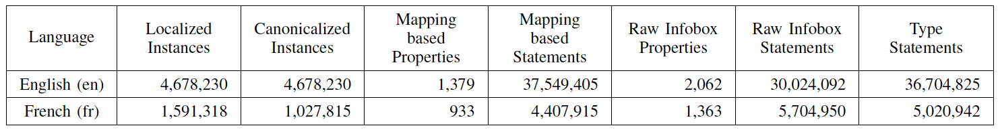 Language Localized Instances Canonicalized Instances Mapping based Properties Mapping based Statements Raw Infobox Properties Raw Infobox Statements Type Statements
English (en) 4,678,230 4,678,230 1,379 37,549,405 2,062 30,024,092 36,704,825
French (fr) 1,591,318 1,027,815 933 4,407,915 1,363 5,704,950 5,020,942